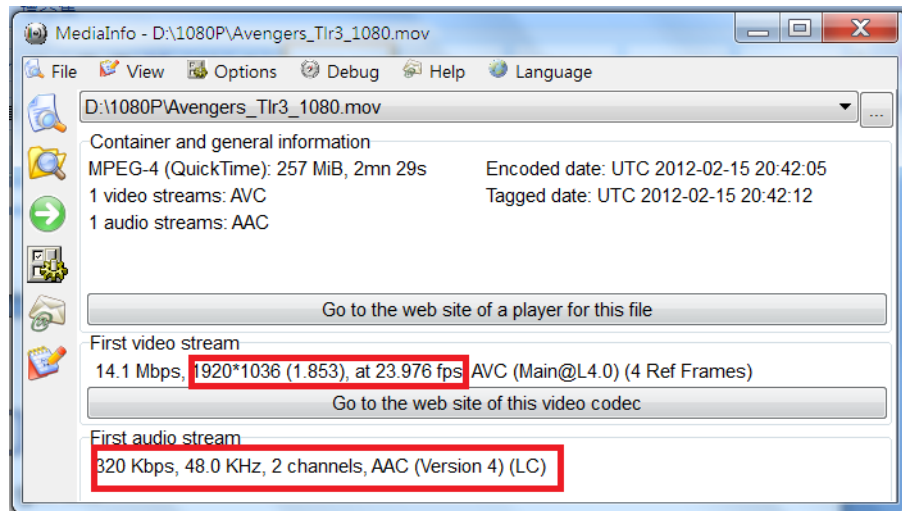 MediaInfo - D:\1080P\Avengers_Tlr3_1080.mov
File View Options Debug Help Language
D:\1080P\Avengers_Tlr3_1080.mov
...
Container and general information
MPEG-4 (QuickTime): 257 MiB, 2mn 29s Encoded date: UTC 2012-02-15 20:42:05
1 video streams: AVC Tagged date: UTC 2012-02-15 20:42:12
1 audio streams: AAC
Go to the web site of a player for this file
First video stream
14.1 Mbps, 1920*1036 (1.853), at 23.976 fps, AVC (Main@L4.0) (4 Ref Frames)
Go to the web site of this video codec
First audio stream
320 Kbps, 48.0 KHz, 2 channels, AAC (Version 4) (LC)